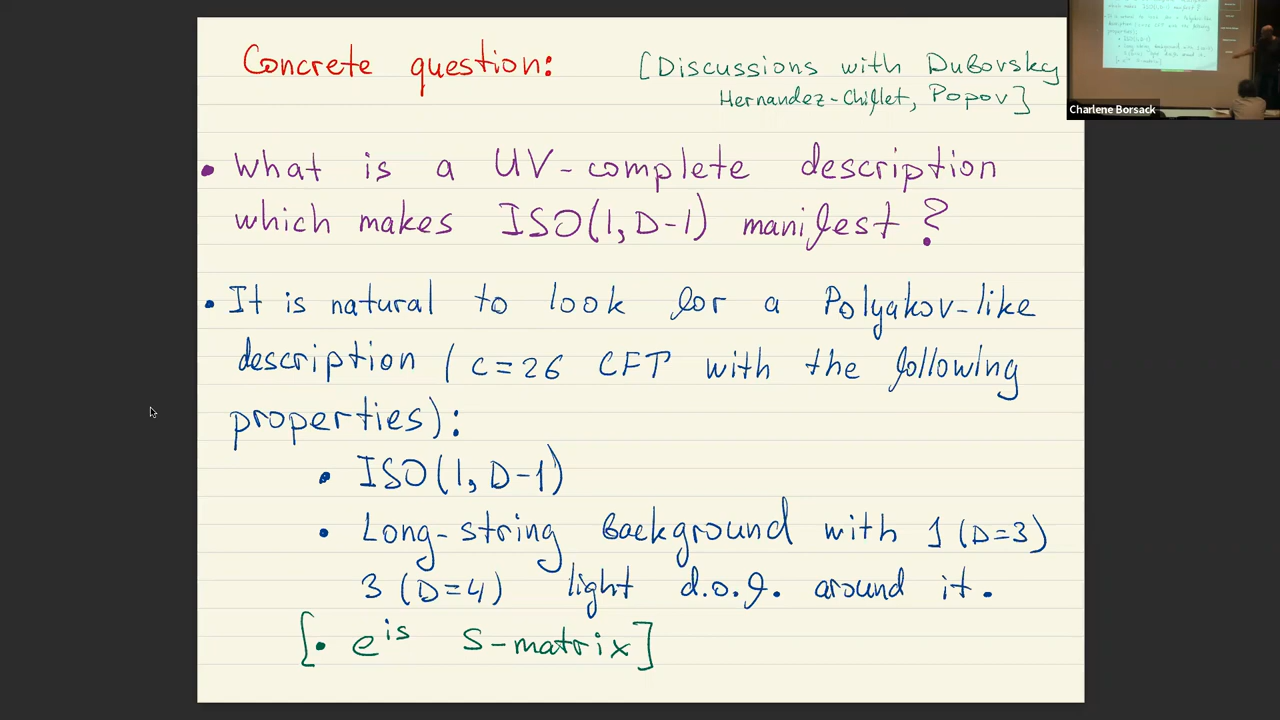 Concrete question:
[Discussions with Dubovsky
Hernandez-Chiflet, Popov]
Charlene Borsack
• What is a UV-complete description
which makes ISO(1, D-1) manifest?
• It is natural to look for a Polyakov-like
description (c=26 CFT with the following
properties):
• ISO(1, D-1)
• Long-string background with 1 (D=3)
3 (D=4) light d.o.f. around it.
[• e^{is} S-matrix]